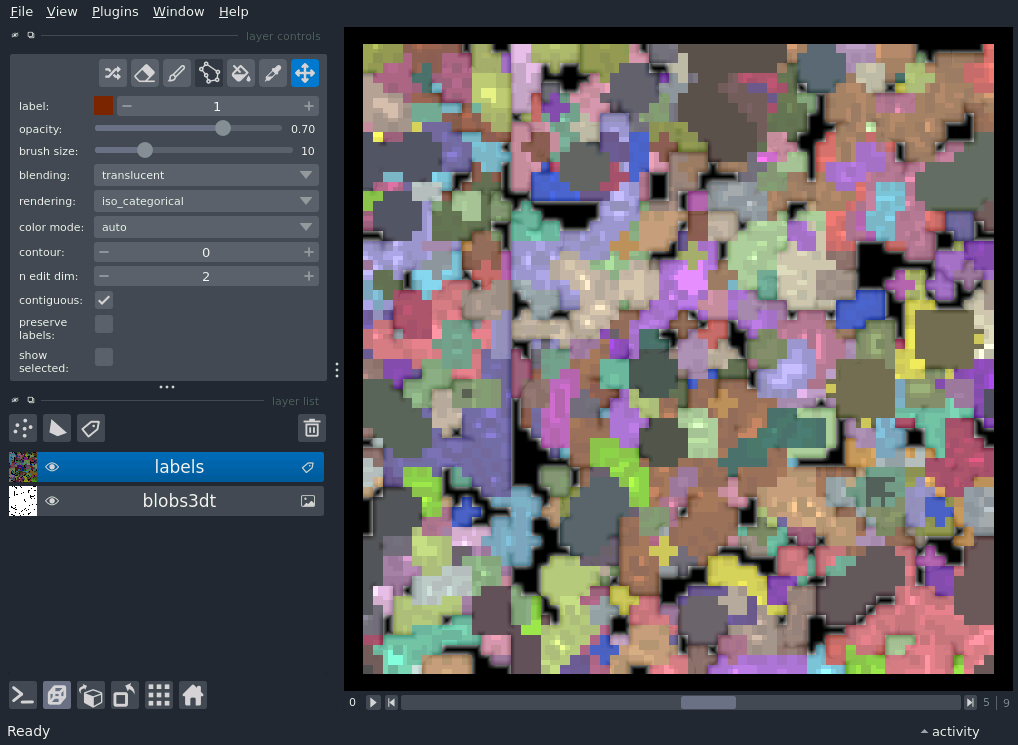 File View Plugins Window Help
layer controls
label: 1
opacity: 0.70
brush size: 10
blending: translucent
rendering: iso_categorical
color mode: auto
contour: 0
n edit dim: 2
contiguous:
preserve
labels:
show
selected:
layer list
labels
blobs3dt
0 5 9
Ready activity